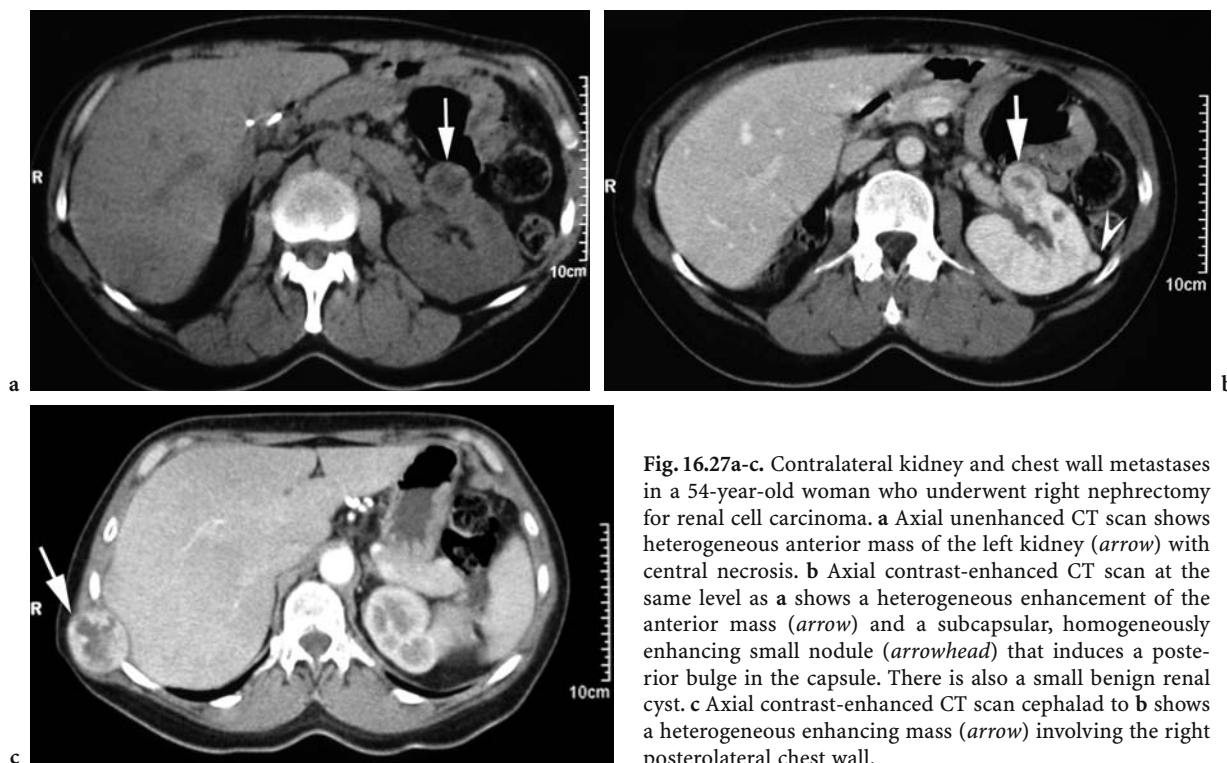 R
10cm
a
R
10cm
b
R
10cm
c
Fig. 16.27a-c. Contralateral kidney and chest wall metastases
in a 54-year-old woman who underwent right nephrectomy
for renal cell carcinoma. a Axial unenhanced CT scan shows
heterogeneous anterior mass of the left kidney (arrow) with
central necrosis. b Axial contrast-enhanced CT scan at the
same level as a shows a heterogeneous enhancement of the
anterior mass (arrow) and a subcapsular, homogeneously
enhancing small nodule (arrowhead) that induces a poste-
rior bulge in the capsule. There is also a small benign renal
cyst. c Axial contrast-enhanced CT scan cephalad to b shows
a heterogeneous enhancing mass (arrow) involving the right
posterolateral chest wall.